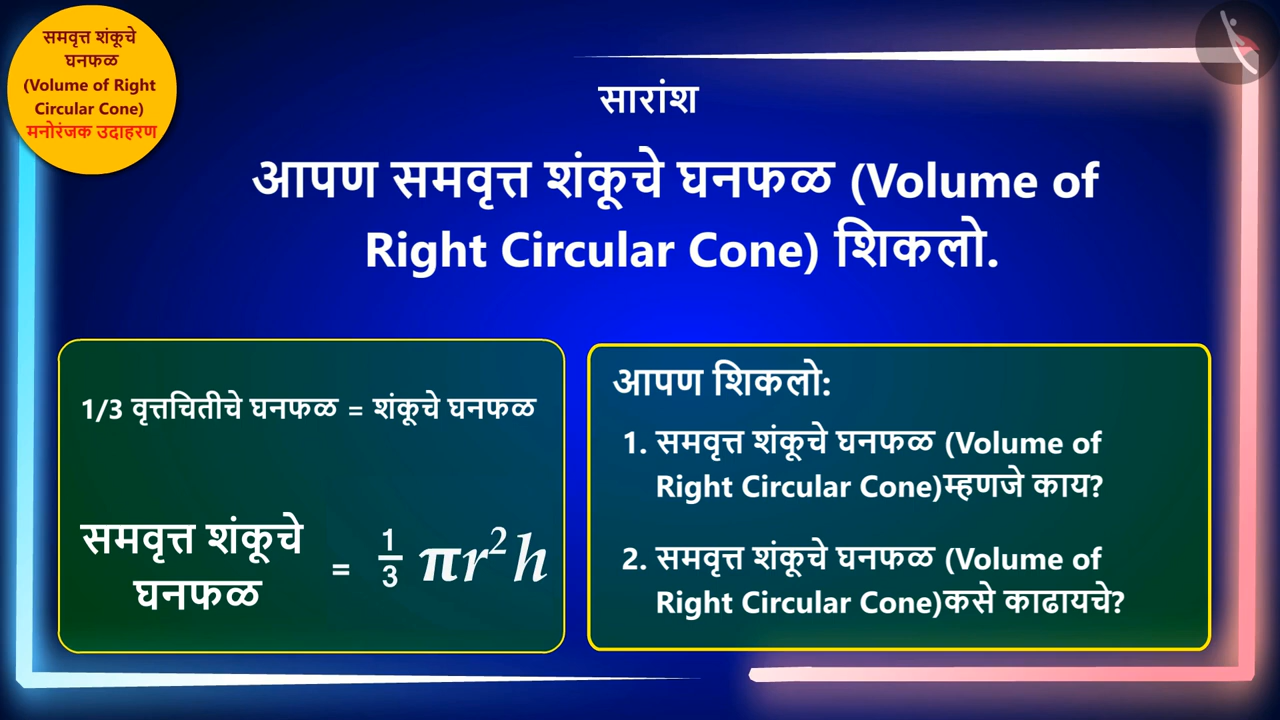 समवृत्त शंकूचे
घनफळ
(Volume of Right
Circular Cone)
मनोरंजक उदाहरण
सारांश
आपण समवृत्त शंकूचे घनफळ (Volume of
Right Circular Cone) शिकलो.
1/3 वृत्तचितीचे घनफळ = शंकूचे घनफळ
समवृत्त शंकूचे
घनफळ
= 1/3 πr²h
आपण शिकलो:
1. समवृत्त शंकूचे घनफळ (Volume of
Right Circular Cone)म्हणजे काय?
2. समवृत्त शंकूचे घनफळ (Volume of
Right Circular Cone)कसे काढायचे?